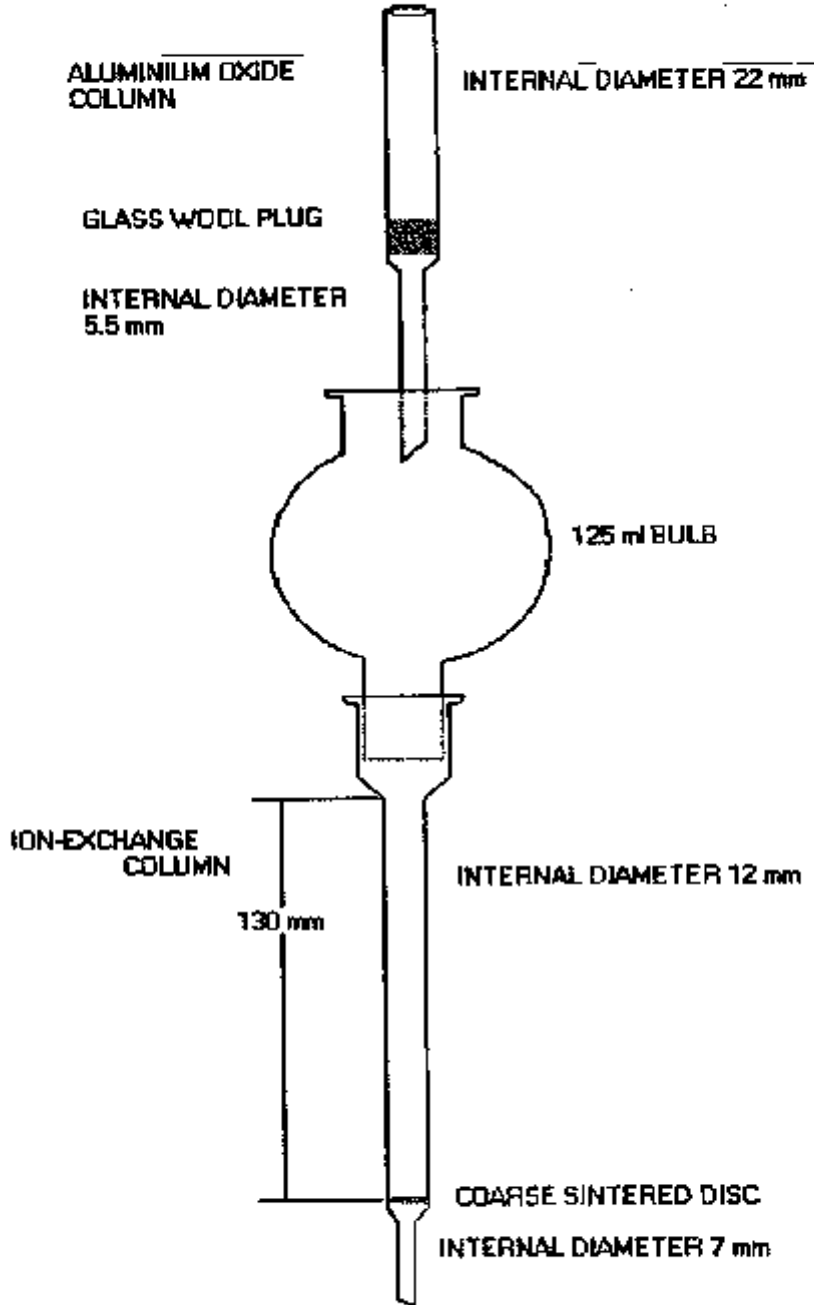 ALUMINIUM OXIDE
COLUMN
INTERNAL DIAMETER 22 mm
GLASS WOOL PLUG
INTERNAL DIAMETER
5.5 mm
125 ml BULB
ION-EXCHANGE
COLUMN
INTERNAL DIAMETER 12 mm
130 mm
COARSE SINTERED DISC
INTERNAL DIAMETER 7 mm